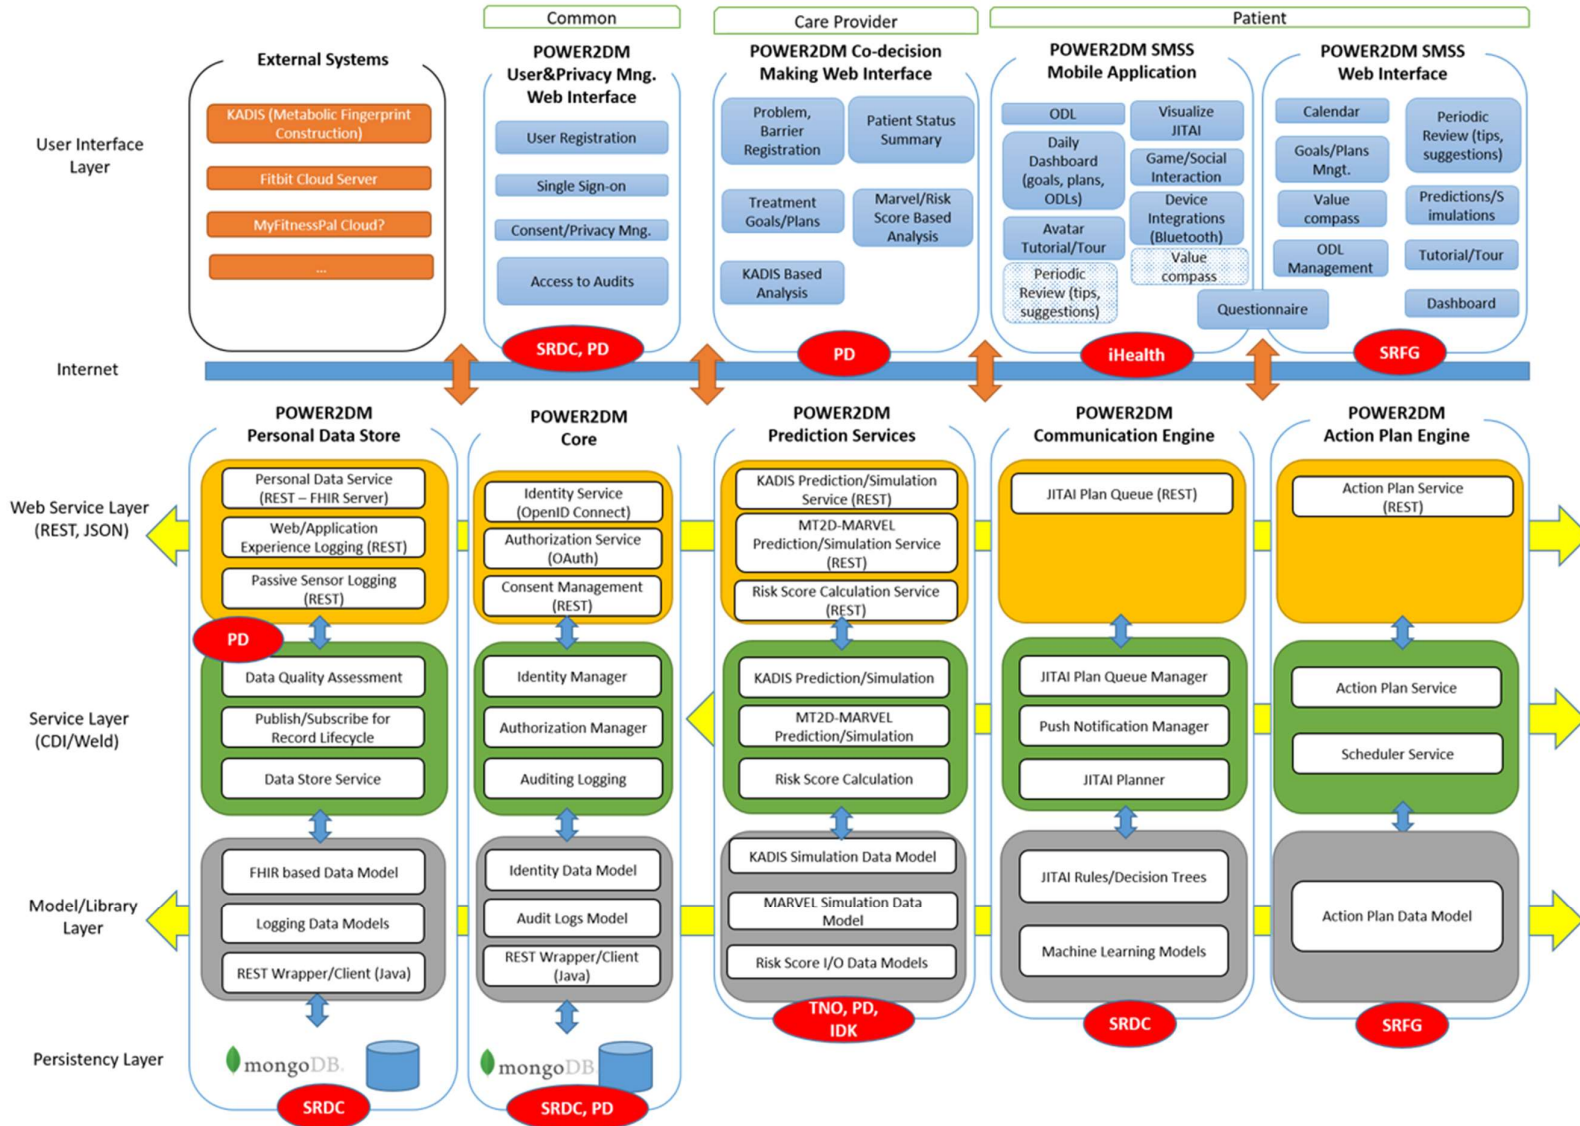 Common
Care Provider
Patient
User Interface
Layer
External Systems
KADIS (Metabolic Fingerprint
Construction)
Fitbit Cloud Server
MyFitnessPal Cloud?
...
POWER2DM
User&Privacy Mng.
Web Interface
User Registration
Single Sign-on
Consent/Privacy Mng.
Access to Audits
SRDC, PD
POWER2DM Co-decision
Making Web Interface
Problem,
Barrier
Registration
Patient Status
Summary
Treatment
Goals/Plans
Marvel/Risk
Score Based
Analysis
KADIS Based
Analysis
PD
POWER2DM SMSS
Mobile Application
ODL
Visualize
JITAI
Daily
Dashboard
(goals, plans,
ODLs)
Game/Social
Interaction
Device
Integrations
(Bluetooth)
Avatar
Tutorial/Tour
Value
compass
Periodic
Review (tips,
suggestions)
Questionnaire
iHealth
POWER2DM SMSS
Web Interface
Calendar
Periodic
Review (tips,
suggestions)
Goals/Plans
Mngt.
Value
compass
Predictions/S
imulations
ODL
Management
Tutorial/Tour
Dashboard
SRFG
Internet
Web Service Layer
(REST, JSON)
Service Layer
(CDI/Weld)
Model/Library
Layer
Persistency Layer
POWER2DM
Personal Data Store
Personal Data Service
(REST – FHIR Server)
Web/Application
Experience Logging (REST)
Passive Sensor Logging
(REST)
PD
Data Quality Assessment
Publish/Subscribe for
Record Lifecycle
Data Store Service
FHIR based Data Model
Logging Data Models
REST Wrapper/Client (Java)
mongoDB.
SRDC
POWER2DM
Core
Identity Service
(OpenID Connect)
Authorization Service
(OAuth)
Consent Management
(REST)
Identity Manager
Authorization Manager
Auditing Logging
Identity Data Model
Audit Logs Model
REST Wrapper/Client
(Java)
mongoDB.
SRDC, PD
POWER2DM
Prediction Services
KADIS Prediction/Simulation
Service (REST)
MT2D-MARVEL
Prediction/Simulation Service
(REST)
Risk Score Calculation Service
(REST)
KADIS Prediction/Simulation
MT2D-MARVEL
Prediction/Simulation
Risk Score Calculation
KADIS Simulation Data Model
MARVEL Simulation Data
Model
Risk Score I/O Data Models
TNO, PD,
IDK
POWER2DM
Communication Engine
JITAI Plan Queue (REST)
JITAI Plan Queue Manager
Push Notification Manager
JITAI Planner
JITAI Rules/Decision Trees
Machine Learning Models
SRDC
POWER2DM
Action Plan Engine
Action Plan Service
(REST)
Action Plan Service
Scheduler Service
Action Plan Data Model
SRFG